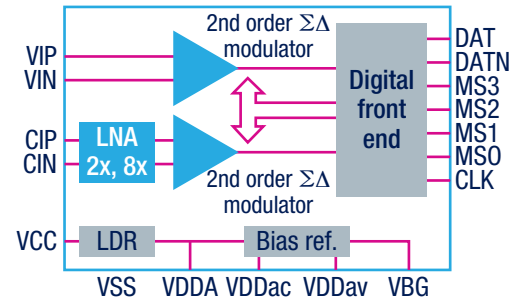 2nd order ΣΔ
modulator
VIP
VIN
CIP
CIN
LNA
2x, 8x
2nd order ΣΔ
modulator
Digital
front
end
DAT
DATN
MS3
MS2
MS1
MS0
CLK
VCC
LDR
Bias ref.
VSS
VDDA
VDDac
VDDav
VBG